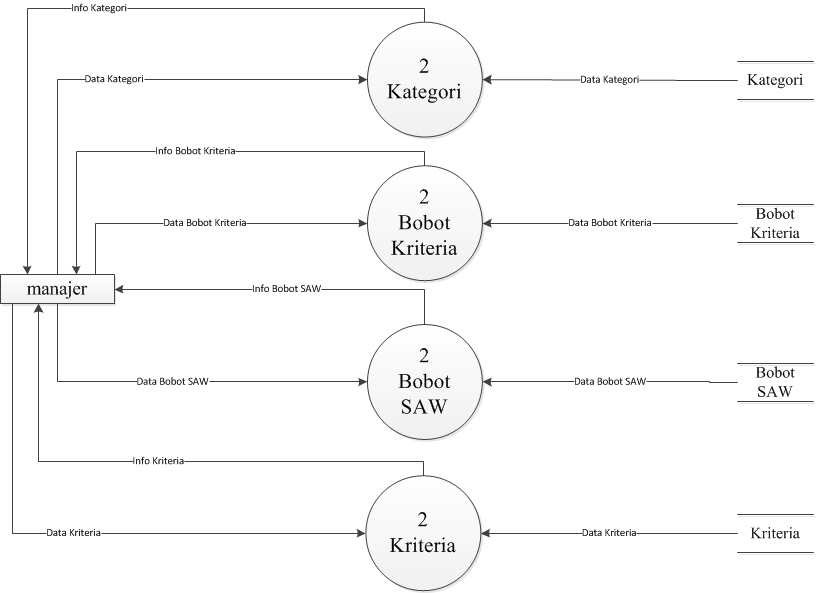 Info Kategori
2
Kategori
Data Kategori
Data Kategori
Kategori
Info Bobot Kriteria
2
Bobot
Kriteria
Data Bobot Kriteria
Data Bobot Kriteria
Bobot
Kriteria
manajer
Info Bobot SAW
2
Bobot
SAW
Data Bobot SAW
Data Bobot SAW
Bobot
SAW
Info Kriteria
2
Kriteria
Data Kriteria
Data Kriteria
Kriteria